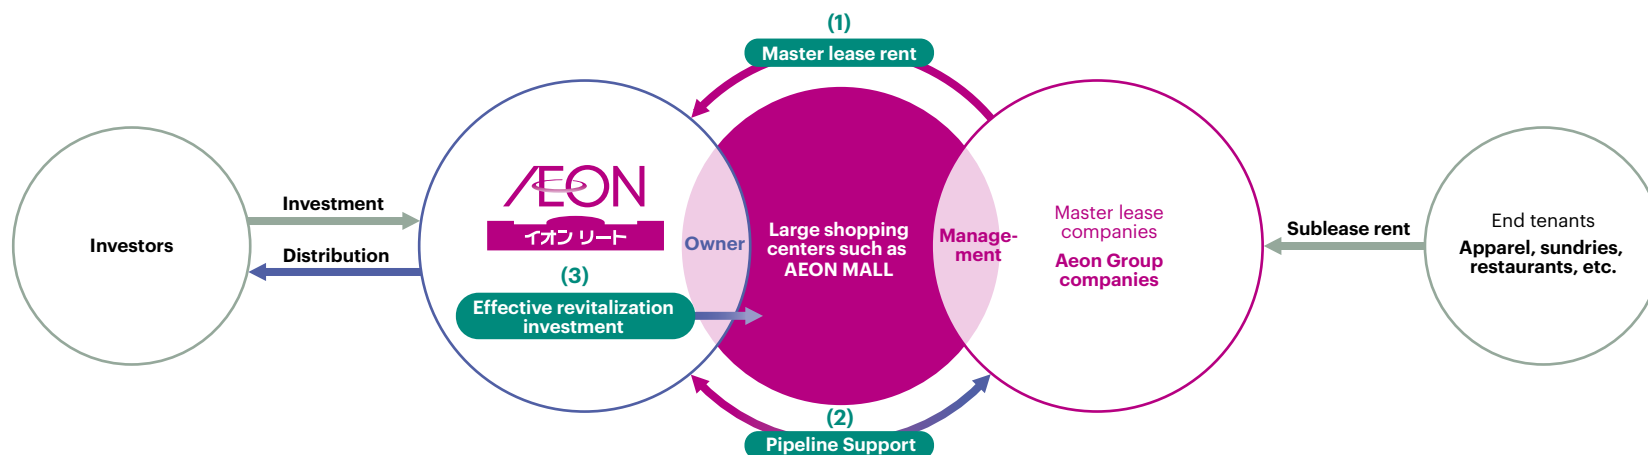 (1)
Master lease rent
Investors
Investment
Distribution
ÆON
イオン リート
(3)
Effective revitalization
investment
Owner
Large shopping
centers such as
AEON MALL
Manage-
ment
Master lease
companies
Aeon Group
companies
Sublease rent
End tenants
Apparel, sundries,
restaurants, etc.
(2)
Pipeline Support